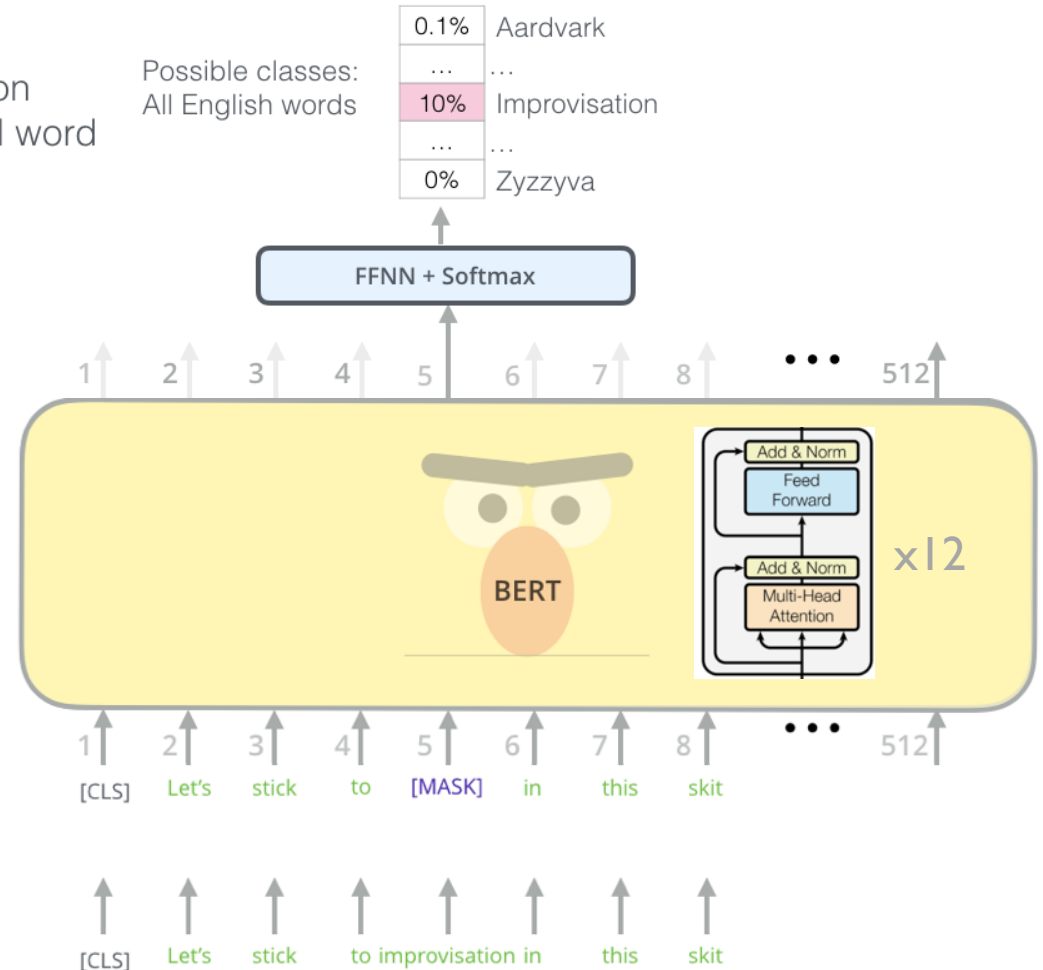 0.1% Aardvark
... ...
Possible classes:
on
All English words
10% Improvisation
word
... ...
0% Zyzzyva
FFNN + Softmax
1 2 3 4 5 6 7 8 ... 512
Add & Norm
Feed
Forward
x12
Add & Norm
BERT
Multi-Head
Attention
1 2 3 4 5 6 7 8 ... 512
[CLS] Let's stick to [MASK] in this skit
[CLS] Let's stick to improvisation in this skit